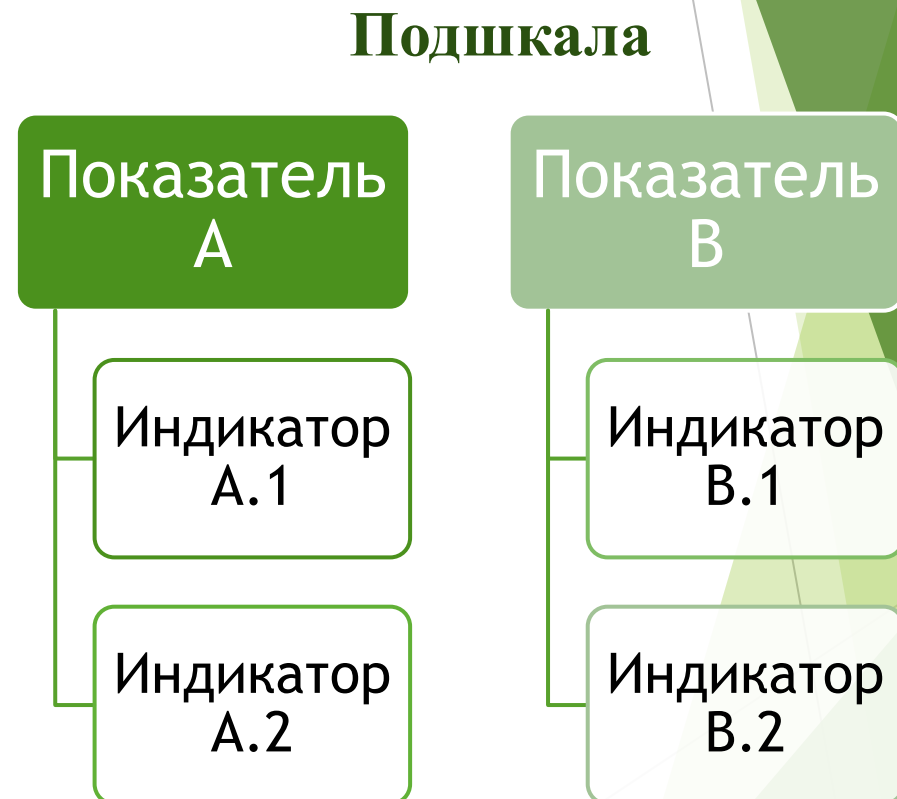 Подшкала
Показатель
А
Индикатор
А.1
Индикатор
А.2
Показатель
В
Индикатор
В.1
Индикатор
В.2